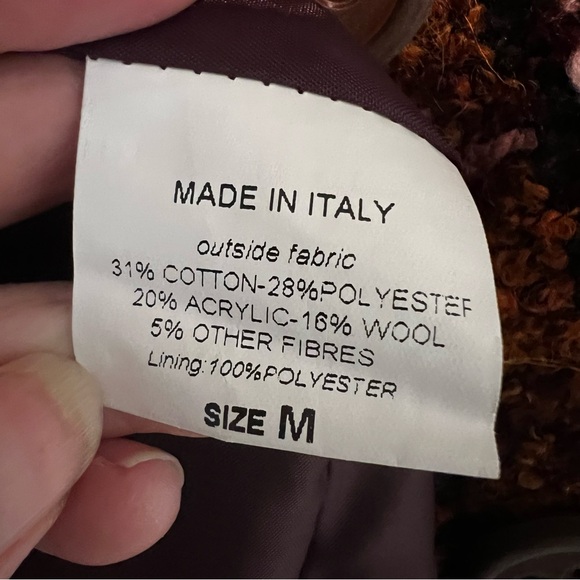 MADE IN ITALY
outside fabric
31% COTTON-28%POLYESTER
20% ACRYLIC-16% WOOL
5% OTHER FIBRES
Lining:100%POLYESTER
SIZE M